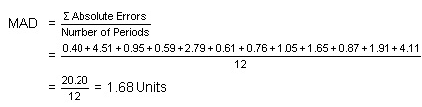 MAD = Σ Absolute Errors / Number of Periods
= 0.40 + 4.51 + 0.95 + 0.59 + 2.79 + 0.61 + 0.76 + 1.05 + 1.65 + 0.87 + 1.91 + 4.11 / 12
= 20.20 / 12 = 1.68 Units